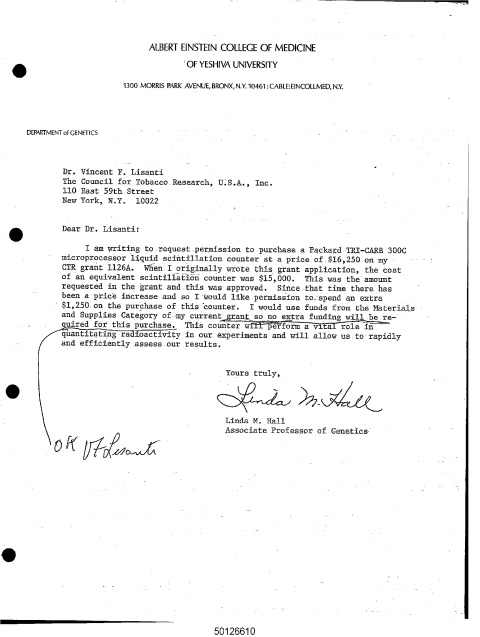 ALBERT EINSTEIN COLLEGE OF MEDICINE
OF YESHIVA UNIVERSITY
1300 MORRIS PARK AVENUE, BRONX, N.Y. 10461 : CABLE: EINCOLLMED, N.Y.
DEPARTMENT of GENETICS
Dr. Vincent F. Lisanti
The Council for Tobacco Research, U.S.A., Inc.
110 East 59th Street
New York, N.Y. 10022
Dear Dr. Lisanti:
I am writing to request permission to purchase a Packard TRI-CARB 300C
microprocessor liquid scintillation counter at a price of $16,250 on my
CTR grant 1126A. When I originally wrote this grant application, the cost
of an equivalent scintillation counter was $15,000. This was the amount
requested in the grant and this was approved. Since that time there has
been a price increase and so I would like permission to spend an extra
$1,250 on the purchase of this counter. I would use funds from the Materials
and Supplies Category of my current grant so no extra funding will be re-
quired for this purchase. This counter will perform a vital role in
quantitating radioactivity in our experiments and will allow us to rapidly
and efficiently assess our results.
Yours truly,
Linda M. Hall
Linda M. Hall
Associate Professor of Genetics
OK VF Lisanti
50126610